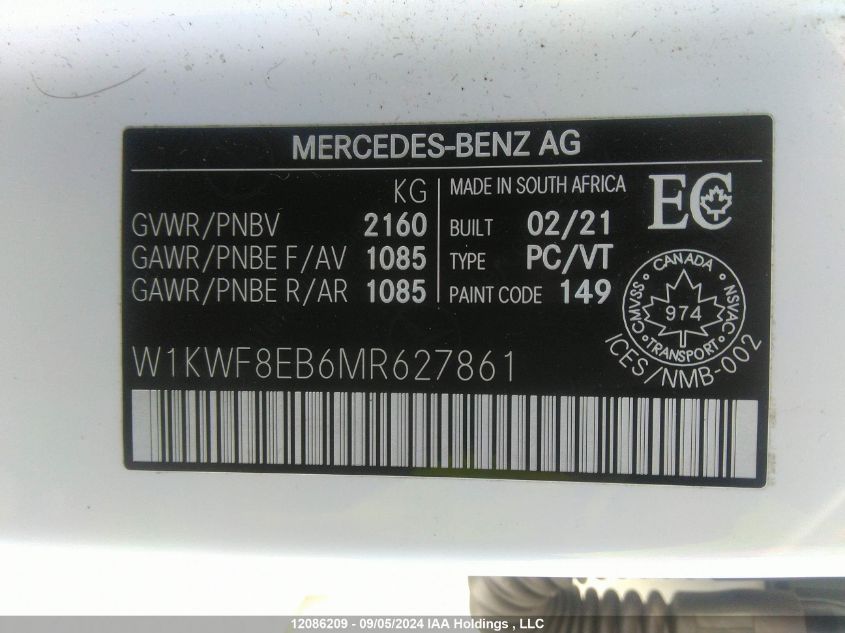 MERCEDES-BENZ AG
KG
GVWR/PNBV 2160
GAWR/PNBE F/AV 1085
GAWR/PNBE R/AR 1085
MADE IN SOUTH AFRICA
BUILT 02/21
TYPE PC/VT
PAINT CODE 149
EC
CANADA
CMVSS 974 NSVAC
TRANSPORT
ICES/NMB-002
W1KWF8EB6MR627861
12086209 - 09/05/2024 IAA Holdings , LLC